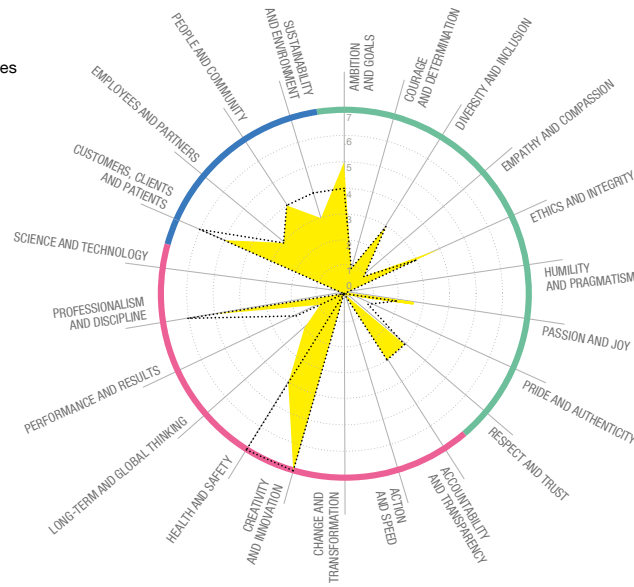 es
AMBITION
AND GOALS
COURAGE
AND DETERMINATION
DIVERSITY AND INCLUSION
EMPATHY AND COMPASSION
ETHICS AND INTEGRITY
HUMILITY
AND PRAGMATISM
PASSION AND JOY
PRIDE AND AUTHENTICITY
RESPECT AND TRUST
ACCOUNTABILITY
AND TRANSPARENCY
ACTION
AND SPEED
CHANGE AND
TRANSFORMATION
CREATIVITY
AND INNOVATION
HEALTH AND SAFETY
LONG-TERM AND GLOBAL THINKING
PERFORMANCE AND RESULTS
PROFESSIONALISM
AND DISCIPLINE
SCIENCE AND TECHNOLOGY
CUSTOMERS, CLIENTS
AND PATIENTS
EMPLOYEES AND PARTNERS
PEOPLE AND COMMUNITY
SUSTAINABILITY
AND ENVIRONMENT
7
6
5
4
3
2
1
0